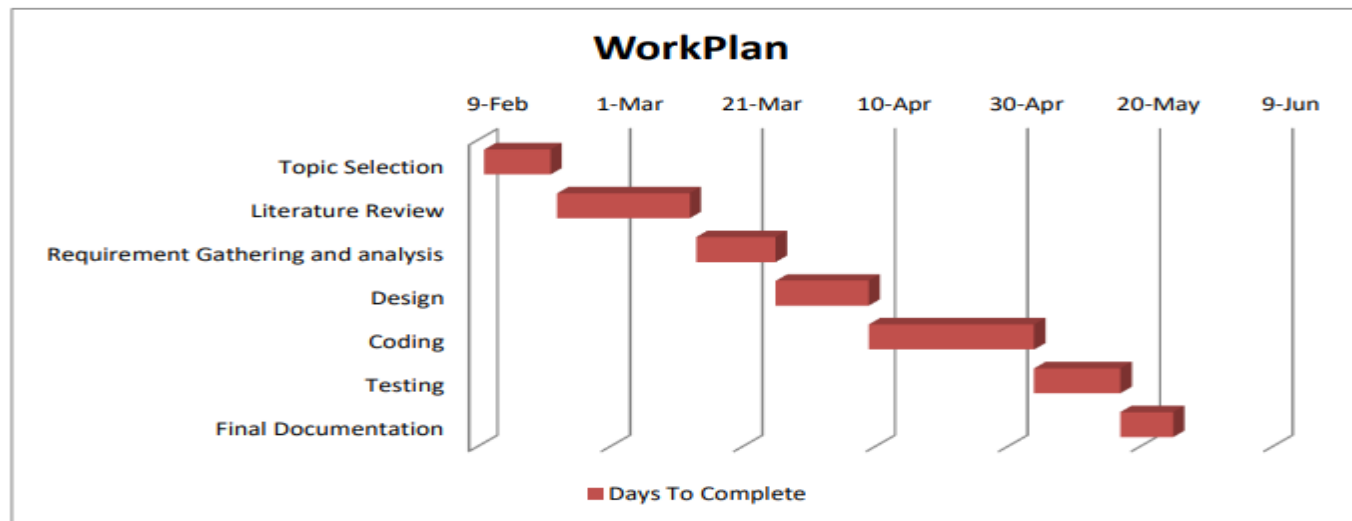 WorkPlan
9-Feb 1-Mar 21-Mar 10-Apr 30-Apr 20-May 9-Jun
Topic Selection
Literature Review
Requirement Gathering and analysis
Design
Coding
Testing
Final Documentation
Days To Complete